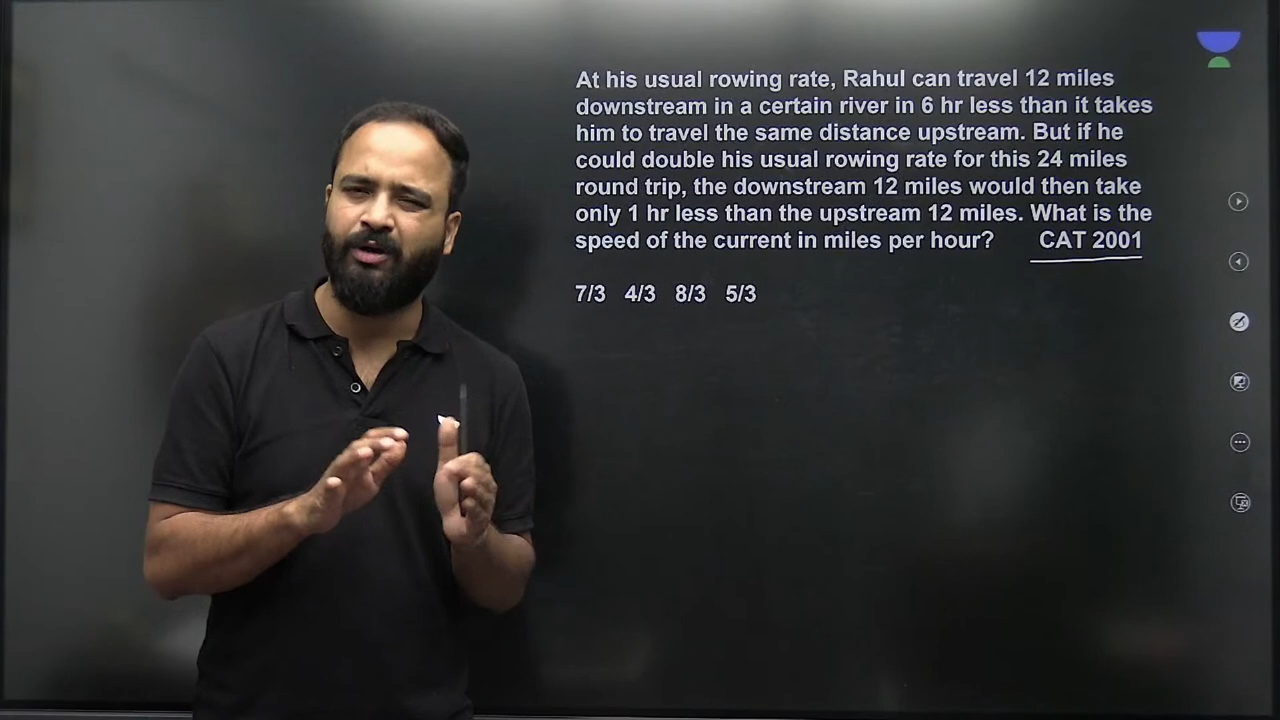 At his usual rowing rate, Rahul can travel 12 miles
downstream in a certain river in 6 hr less than it takes
him to travel the same distance upstream. But if he
could double his usual rowing rate for this 24 miles
round trip, the downstream 12 miles would then take
only 1 hr less than the upstream 12 miles. What is the
speed of the current in miles per hour? CAT 2001
7/3 4/3 8/3 5/3